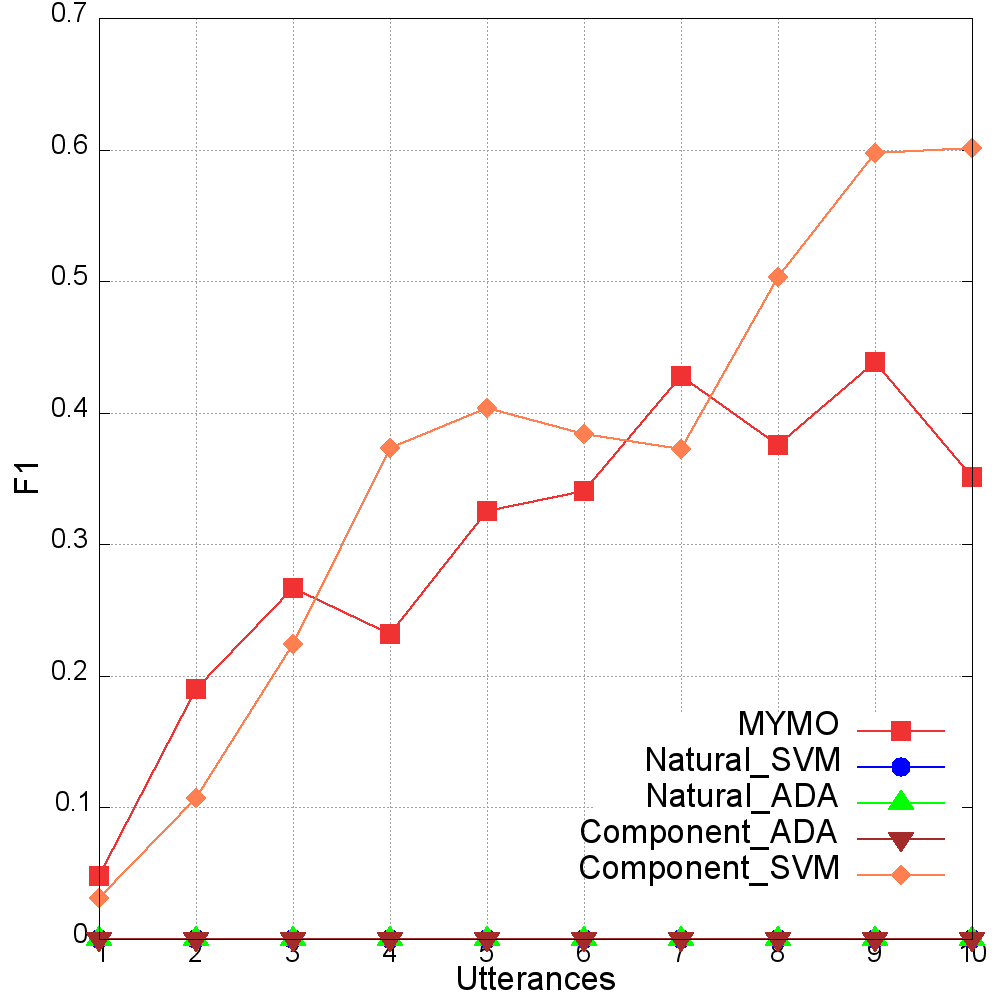 0.7
0.6
0.5
0.4
0.3
0.2
0.1
0
F1
MYMO
Natural_SVM
Natural_ADA
Component_ADA
Component_SVM
1 2 3 4 5 6 7 8 9 10
Utterances